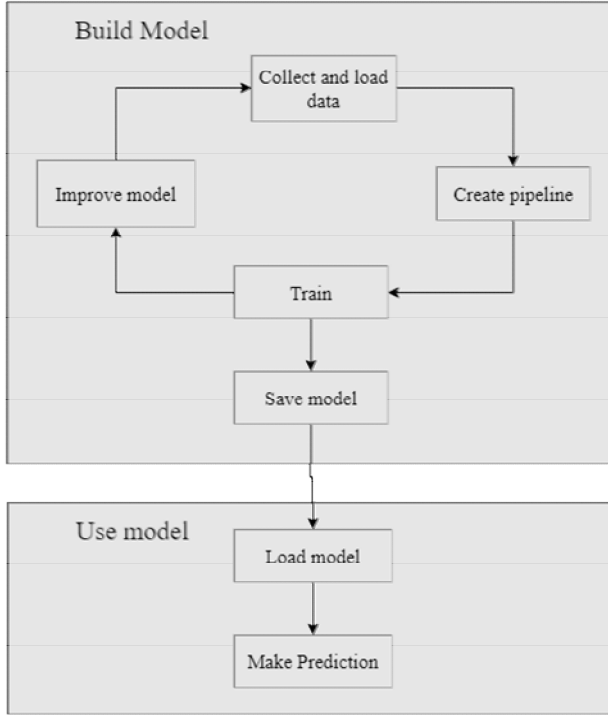 Build Model
Collect and load
data
Improve model
Create pipeline
Train
Save model
Use model
Load model
Make Prediction